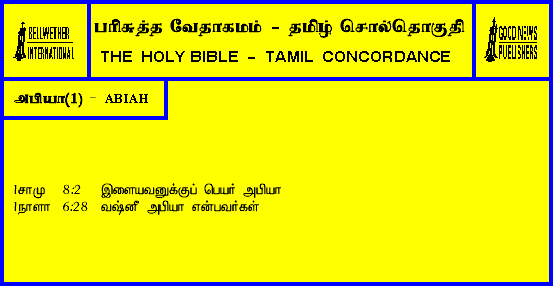 BELLWETHER
INTERNATIONAL
பரிசுத்த வேதாகமம் - தமிழ் சொல்தொகுதி
THE HOLY BIBLE - TAMIL CONCORDANCE
GOOD NEWS
PUBLISHERS
அபியா(1) - ABIAH
1சாமு 8:2 இளையவனுக்குப் பெயர் அபியா
1நாளா 6:28 வஷ்னீ அபியா என்பவர்கள்